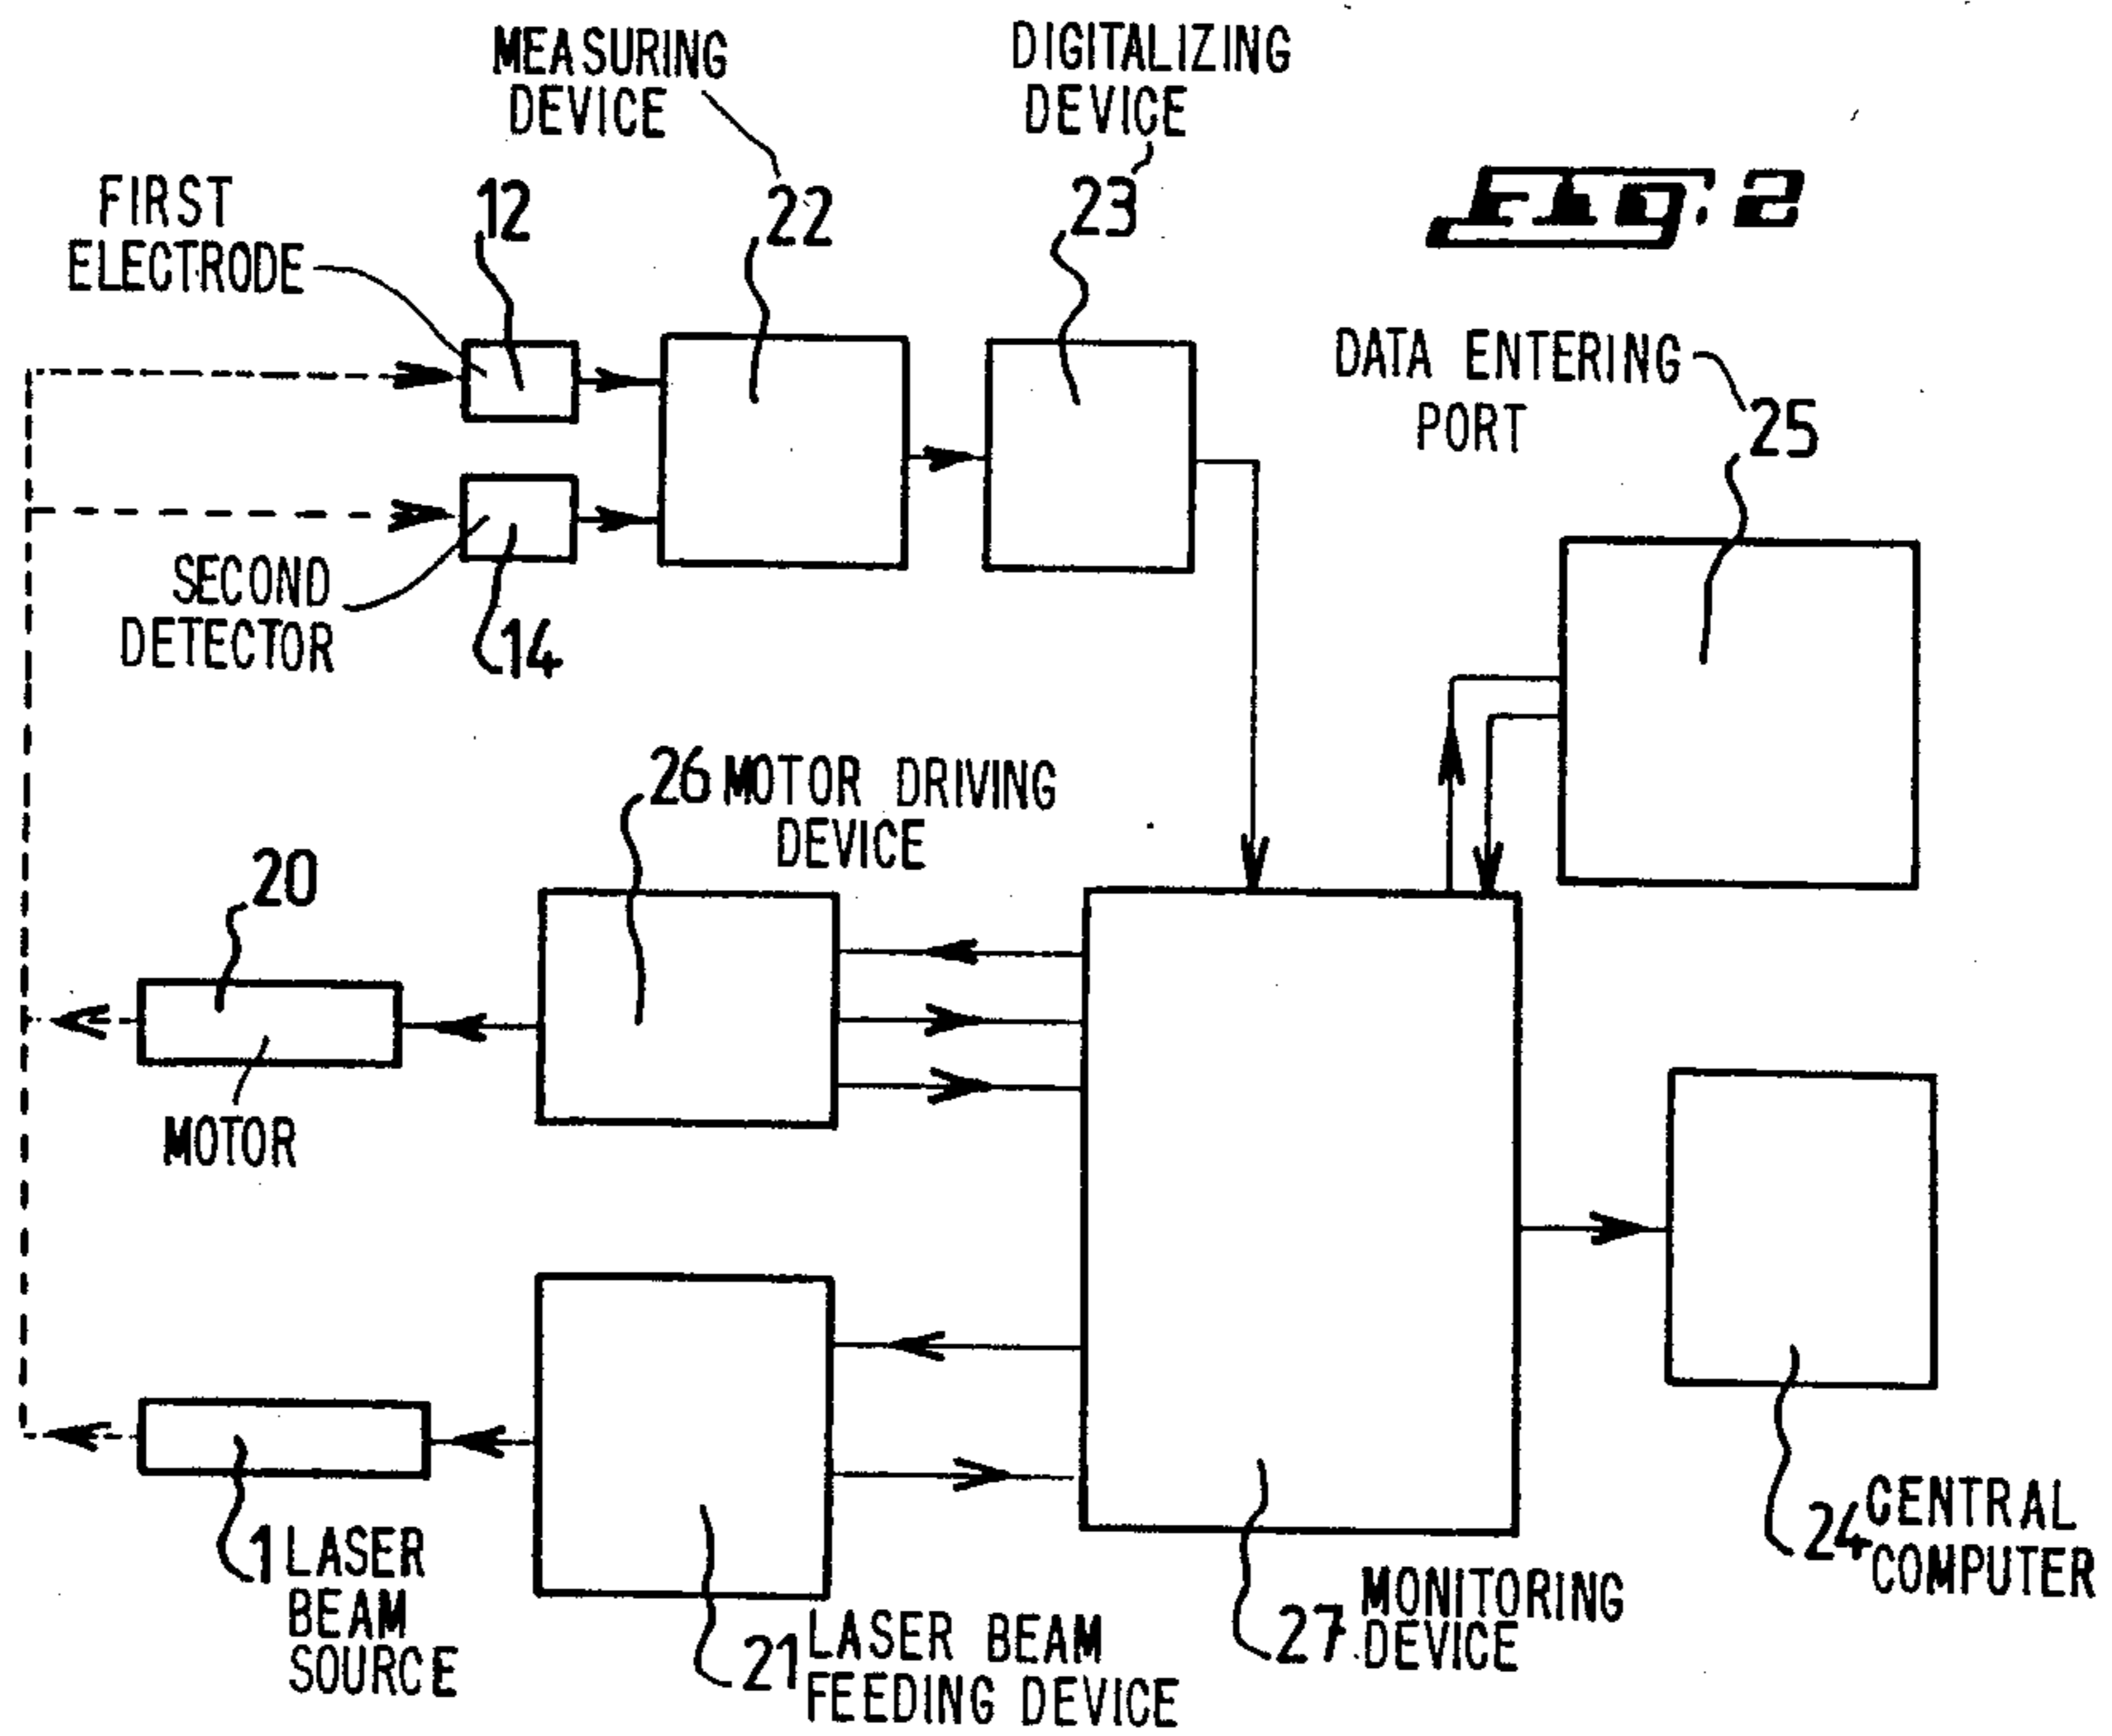 MEASURING
DEVICE
DIGITALIZING
DEVICE
FIG. 2
FIRST
ELECTRODE
12
22
23
DATA ENTERING
PORT
25
SECOND
DETECTOR
14
26 MOTOR DRIVING
DEVICE
20
MOTOR
1 LASER
BEAM
SOURCE
21 LASER BEAM
FEEDING DEVICE
27 MONITORING
DEVICE
24 CENTRAL
COMPUTER